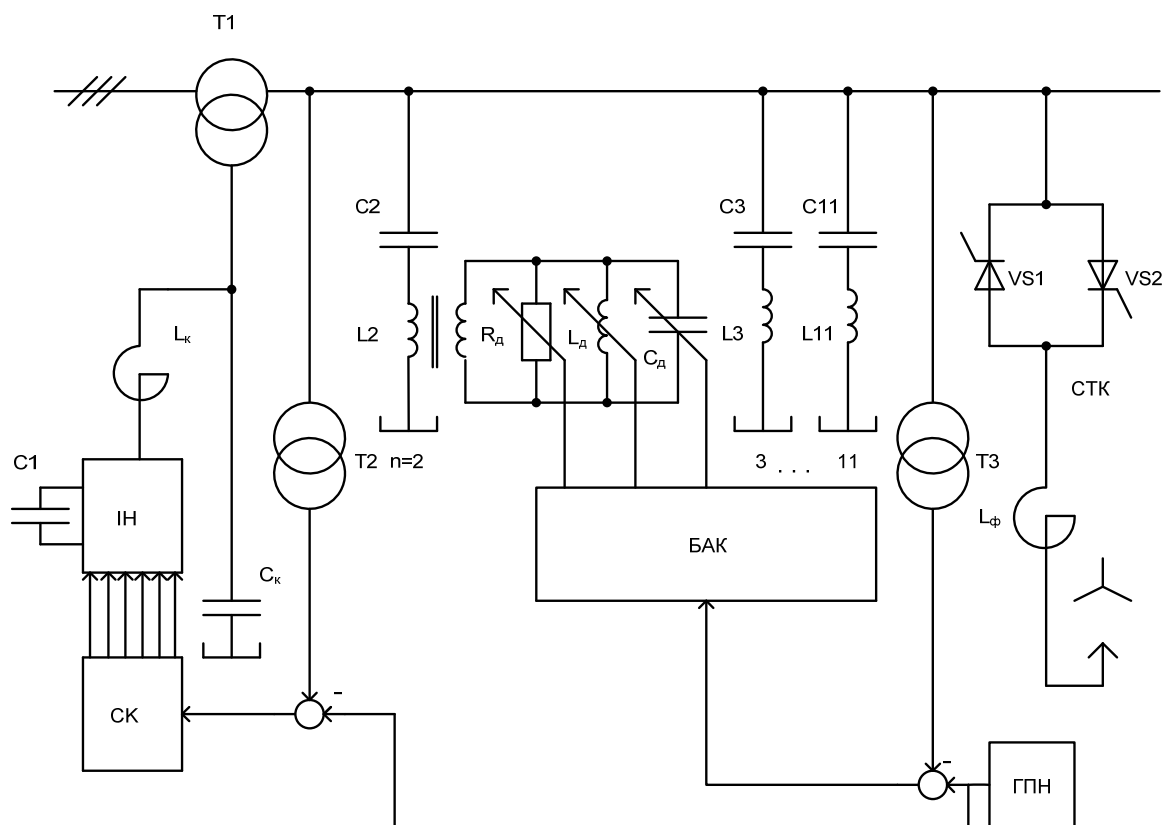 T1
C2
C3
C11
VS1
VS2
Lк
L2
Rд
Lд
Cд
L3
L11
СТК
C1
T2
n=2
3 . . . 11
T3
ІН
Lф
БАК
Cк
-
СК
-
ГПН